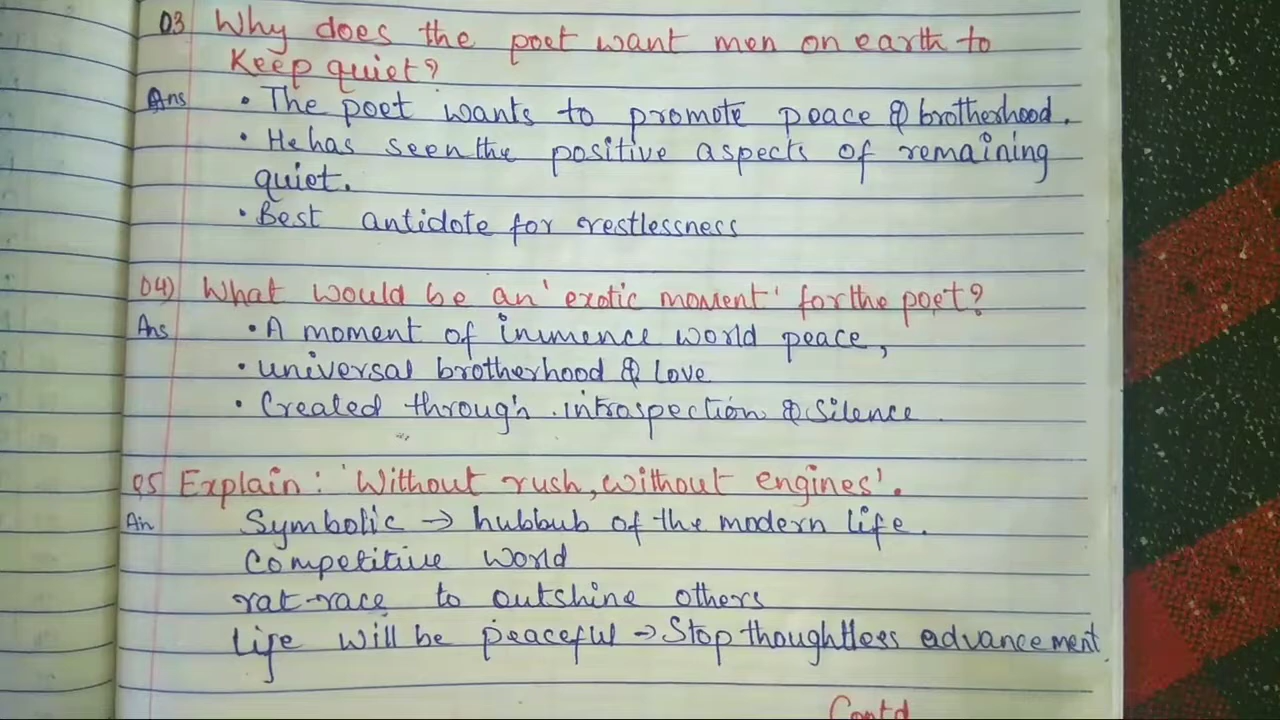 Q3 Why does the poet want men on earth to
Keep quiet?
Ans • The poet wants to promote peace & brotherhood.
• He has seen the positive aspects of remaining
quiet.
• Best antidote for restlessness
Q4) What would be an 'exotic moment' for the poet?
Ans • A moment of immence world peace,
• universal brotherhood & love
• Created through introspection & Silence
Q5 Explain: 'Without rush, without engines'.
An Symbolic → hubbub of the modern life.
Competitive world
rat-race to outshine others
Life will be peaceful → Stop thoughtless advancement
Contd